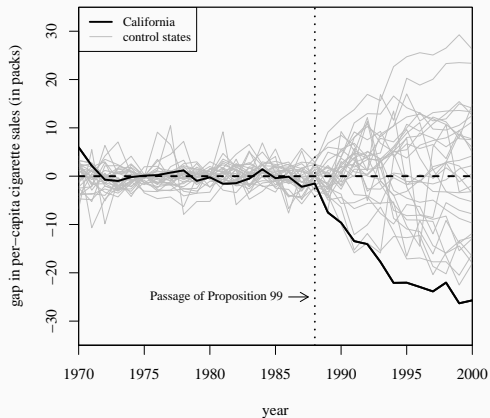 California
control states
gap in per-capita cigarette sales (in packs)
30
20
10
0
−10
−20
−30
Passage of Proposition 99
1970 1975 1980 1985 1990 1995 2000
year